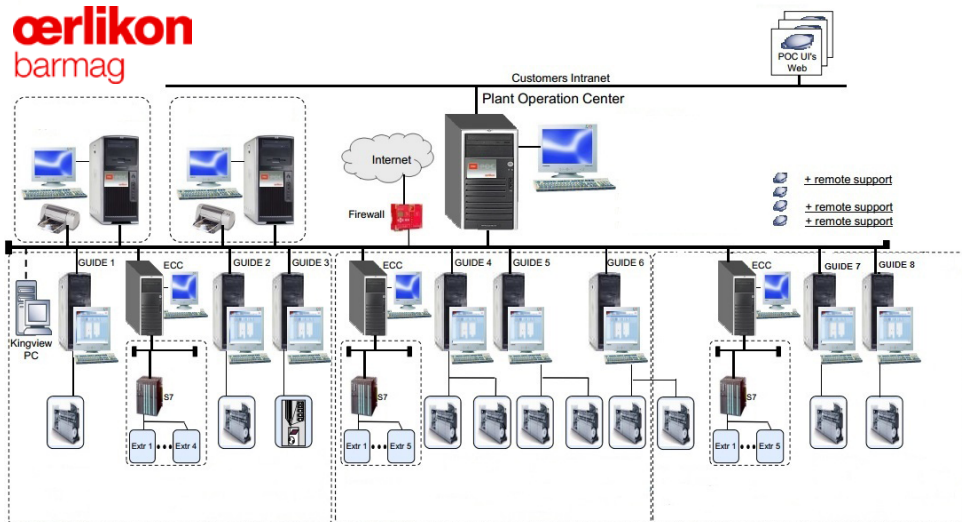 œrlikon
barmag
POC UI's
Web
Customers Intranet
Plant Operation Center
Internet
Firewall
+ remote support
+ remote support
+ remote support
GUIDE 1
ECC
GUIDE 2
GUIDE 3
ECC
GUIDE 4
GUIDE 5
GUIDE 6
ECC
GUIDE 7
GUIDE 8
Kingview
PC
S7
S7
S7
Extr 1
Extr 4
Extr 1
Extr 5
Extr 1
Extr 5